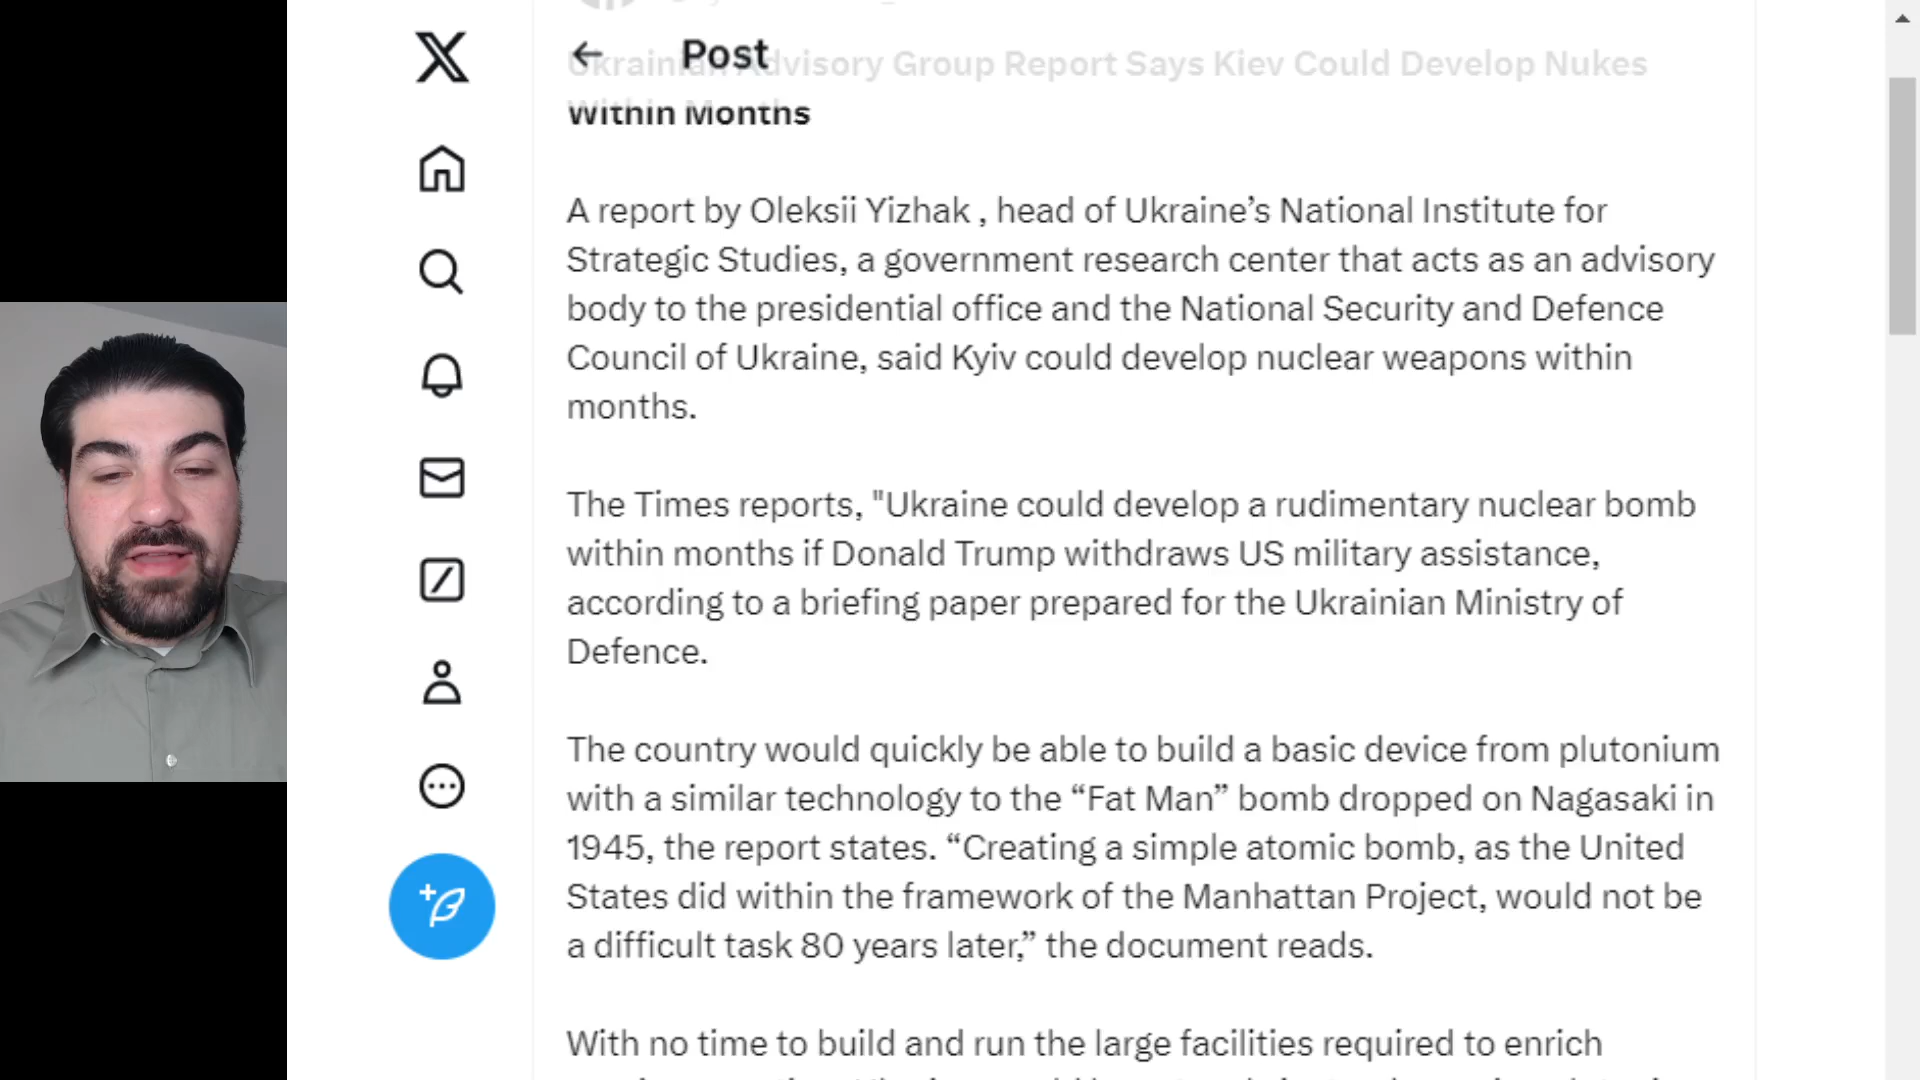 Post
Ukrainian Advisory Group Report Says Kiev Could Develop Nukes
Within Months
A report by Oleksii Yizhak , head of Ukraine’s National Institute for
Strategic Studies, a government research center that acts as an advisory
body to the presidential office and the National Security and Defence
Council of Ukraine, said Kyiv could develop nuclear weapons within
months.
The Times reports, "Ukraine could develop a rudimentary nuclear bomb
within months if Donald Trump withdraws US military assistance,
according to a briefing paper prepared for the Ukrainian Ministry of
Defence.
The country would quickly be able to build a basic device from plutonium
with a similar technology to the “Fat Man” bomb dropped on Nagasaki in
1945, the report states. “Creating a simple atomic bomb, as the United
States did within the framework of the Manhattan Project, would not be
a difficult task 80 years later,” the document reads.
With no time to build and run the large facilities required to enrich